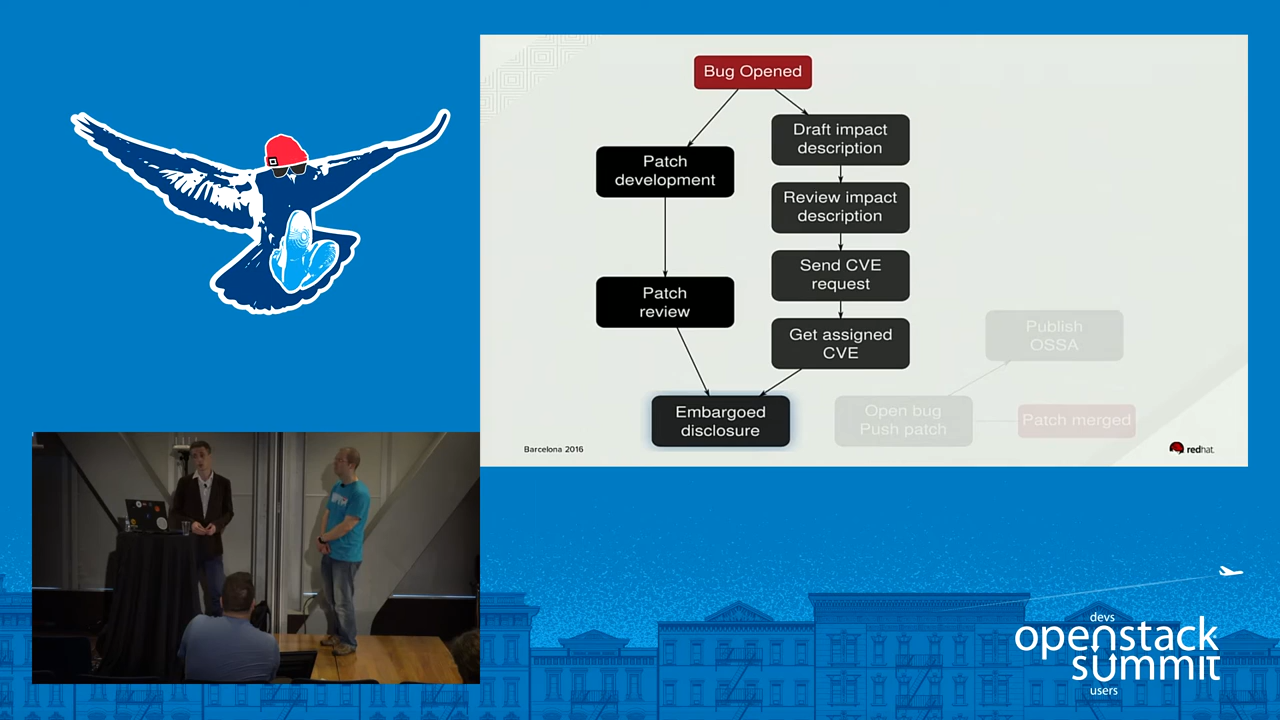 Bug Opened
Draft impact
description
Patch
development
Review impact
description
Send CVE
request
Patch
review
Get assigned
CVE
Publish
OSSA
Embargoed
disclosure
Open bug
Push patch
Patch merged
Barcelona 2016
redhat.
devs
openstack
summit
users